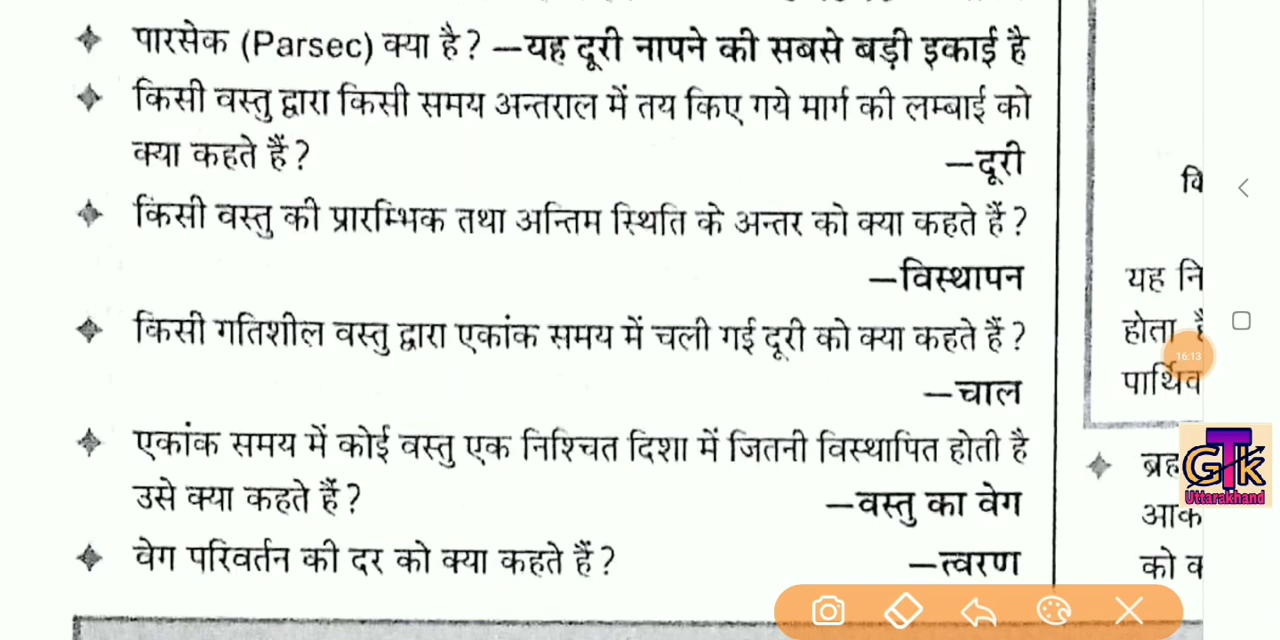 पारसेक (Parsec) क्या है? –यह दूरी नापने की सबसे बड़ी इकाई है
किसी वस्तु द्वारा किसी समय अन्तराल में तय किए गये मार्ग की लम्बाई को
क्या कहते हैं? –दूरी
किसी वस्तु की प्रारम्भिक तथा अन्तिम स्थिति के अन्तर को क्या कहते हैं?
–विस्थापन
किसी गतिशील वस्तु द्वारा एकांक समय में चली गई दूरी को क्या कहते हैं?
–चाल
एकांक समय में कोई वस्तु एक निश्चित दिशा में जितनी विस्थापित होती है
उसे क्या कहते हैं? –वस्तु का वेग
वेग परिवर्तन की दर को क्या कहते हैं? –त्वरण
वि
यह नि
होता
पार्थिव
ब्रह
आक
को व
16:13
GTK
Uttarakhand